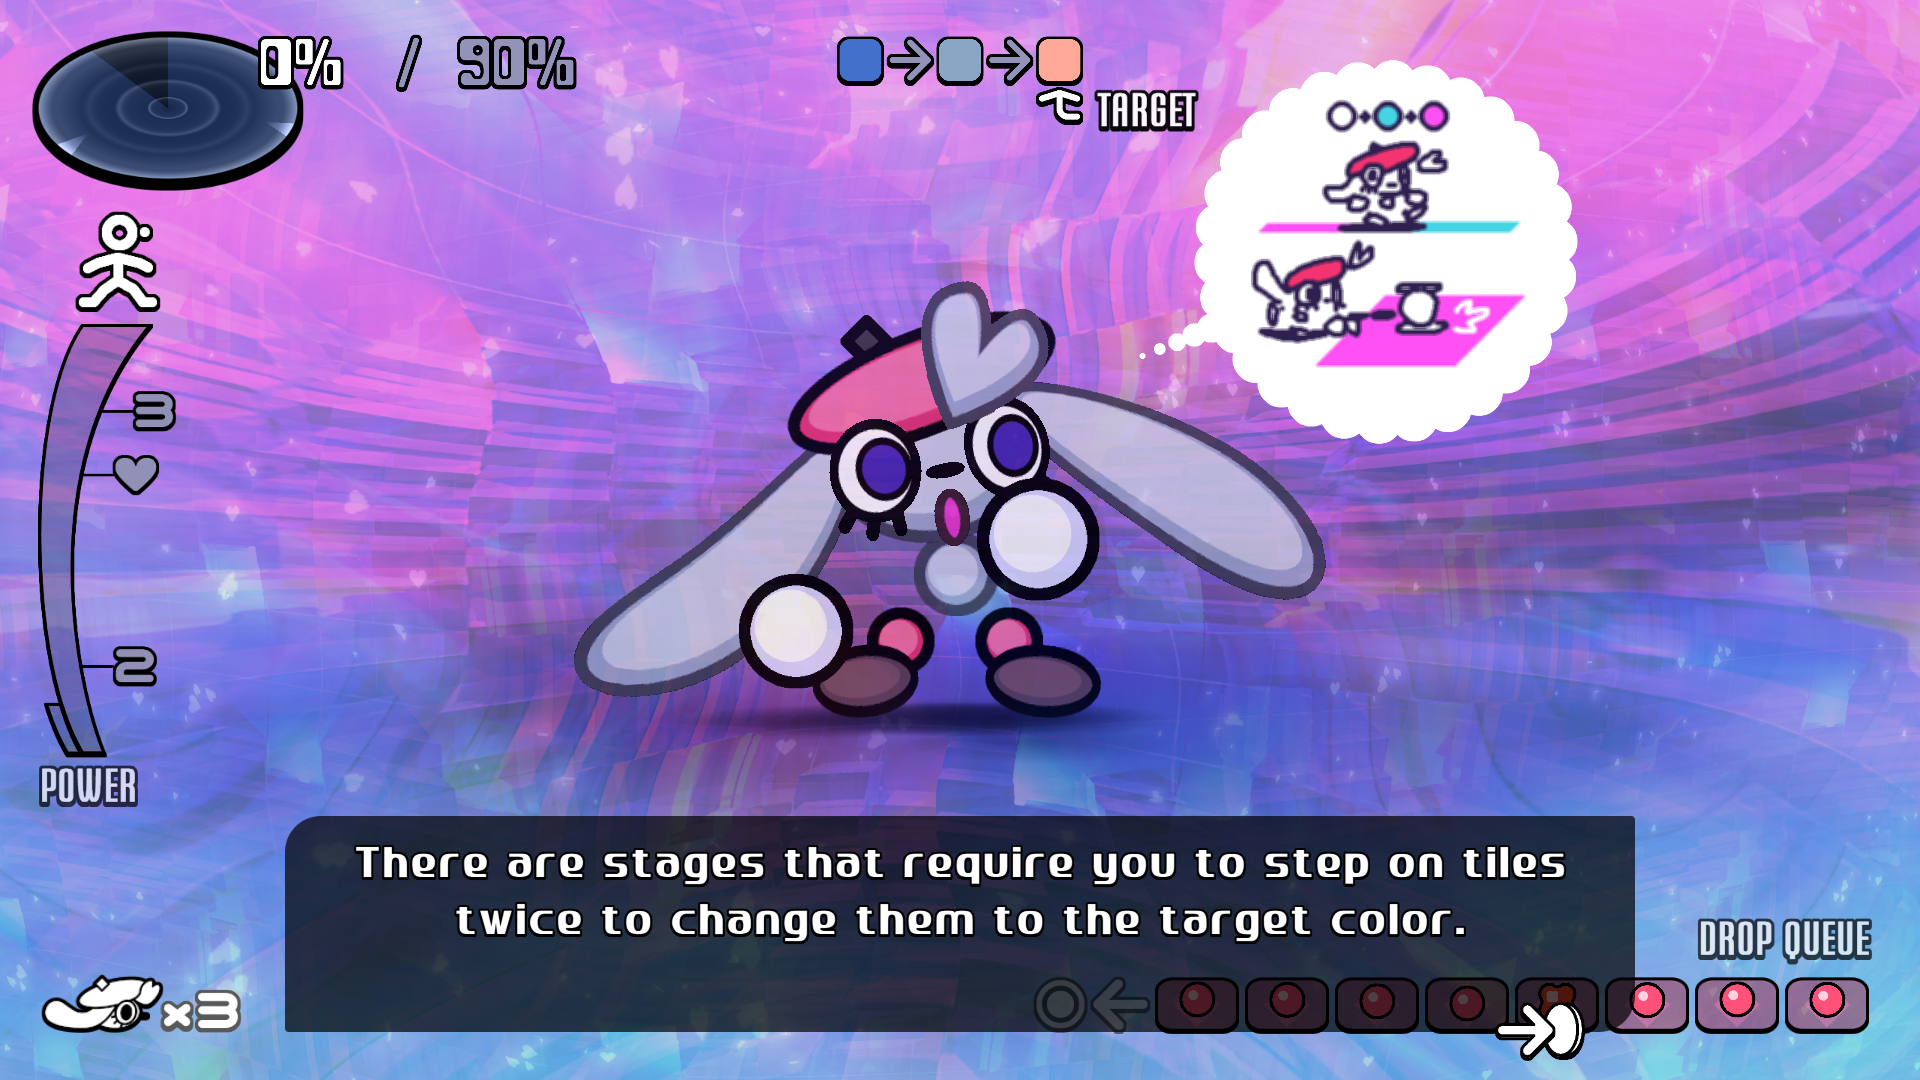 0% / 90%
TARGET
3
3
2
POWER
There are stages that require you to step on tiles
twice to change them to the target color.
DROP QUEUE
x3